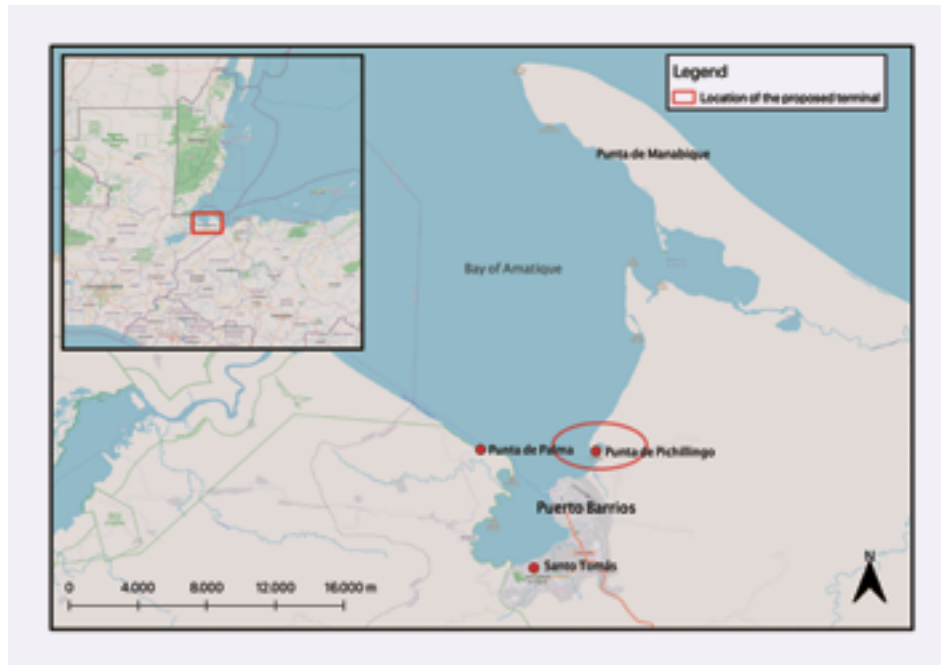 Legend
Location of the proposed terminal
Punta de Manabique
Bay of Amatique
Punta de Palma
Punta de Pichillingo
Puerto Barrios
Santo Tomás
0 4.000 8.000 12.000 16.000 m
N